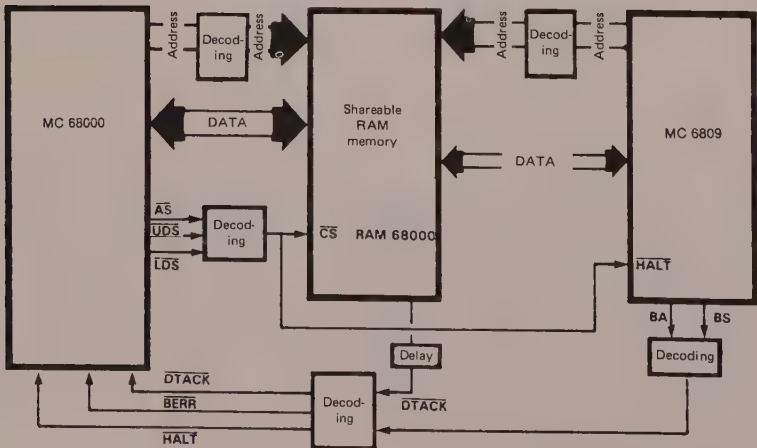 Address
Decod-
ing
Address
Address
Decod-
ing
Address
MC 68000
DATA
Shareable
RAM
memory
DATA
MC 6809
AS
UDS
LDS
Decod-
ing
CS
RAM 68000
HALT
BA
BS
Delay
Decoding
DTACK
BERR
HALT
Decod-
ing
DTACK